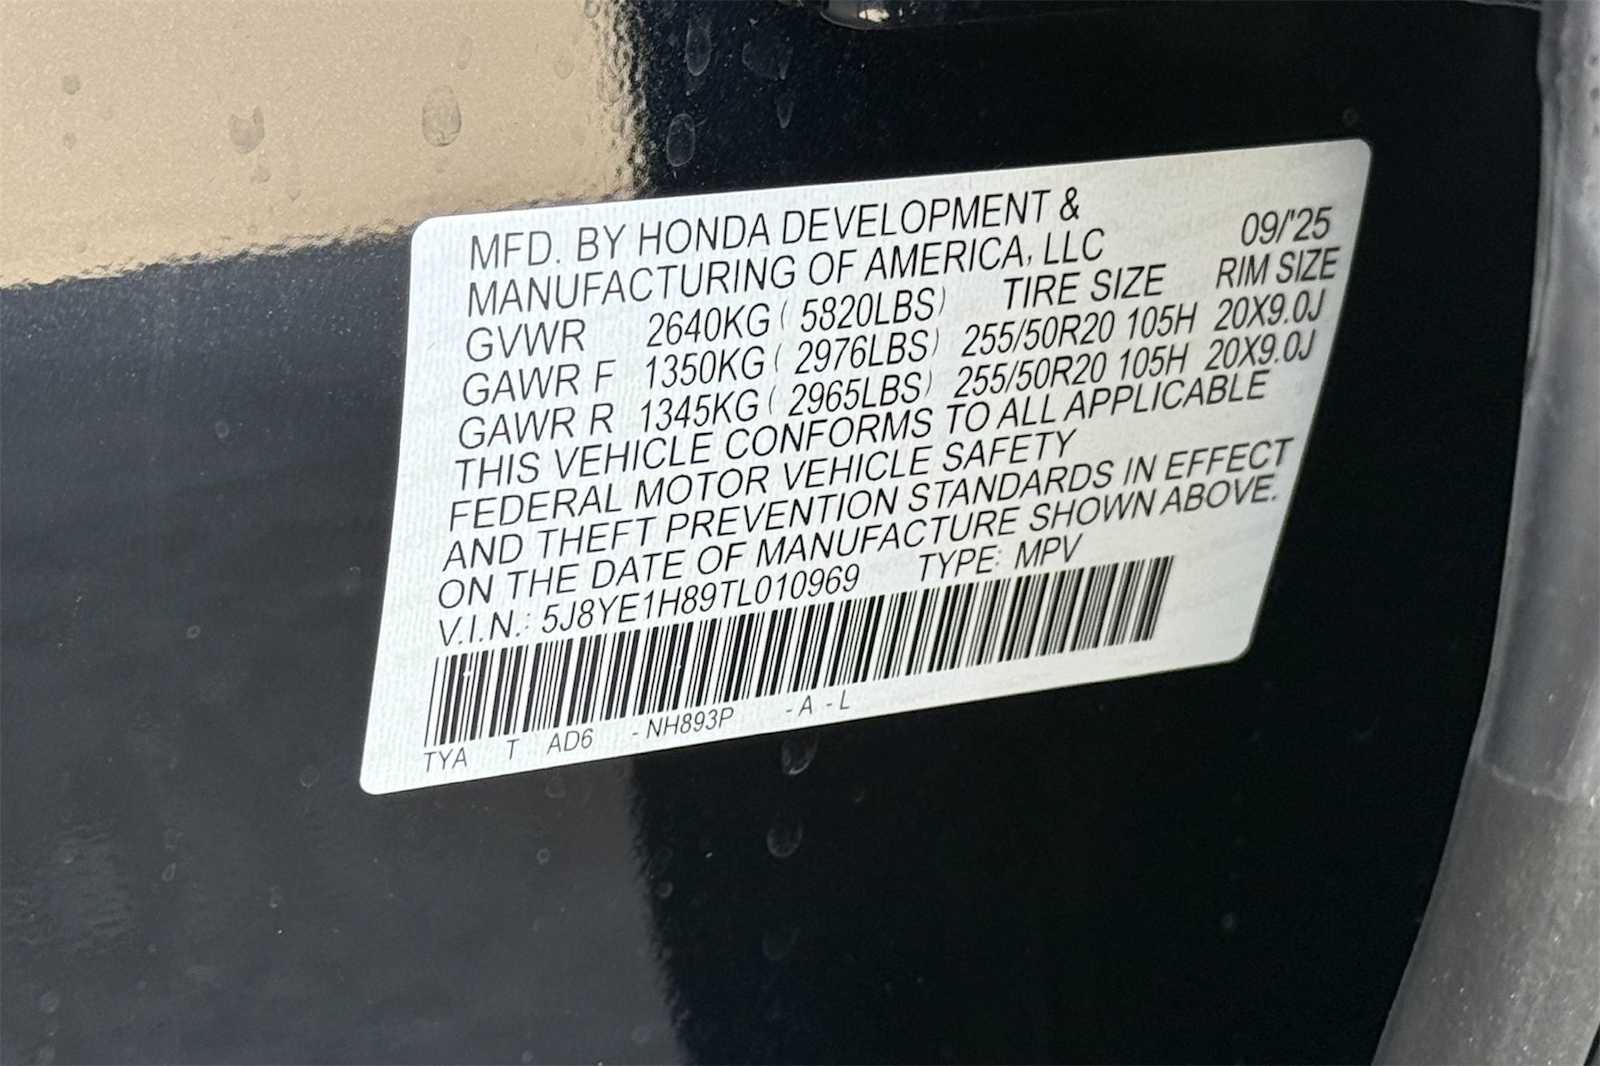 MFD. BY HONDA DEVELOPMENT &
MANUFACTURING OF AMERICA, LLC 09/'25
GVWR 2640KG ( 5820LBS) TIRE SIZE RIM SIZE
GAWR F 1350KG ( 2976LBS) 255/50R20 105H 20X9.0J
GAWR R 1345KG ( 2965LBS) 255/50R20 105H 20X9.0J
THIS VEHICLE CONFORMS TO ALL APPLICABLE
FEDERAL MOTOR VEHICLE SAFETY
AND THEFT PREVENTION STANDARDS IN EFFECT
ON THE DATE OF MANUFACTURE SHOWN ABOVE.
V.I.N.: 5J8YE1H89TL010969 TYPE: MPV
TYA T AD6 - NH893P - A - L